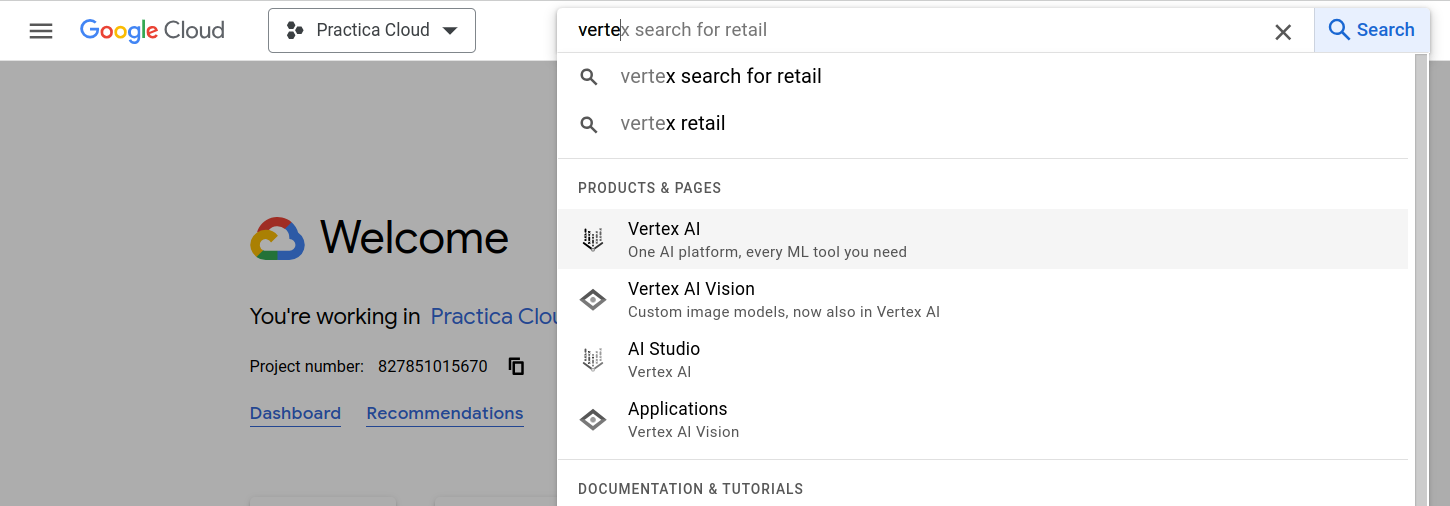 Google Cloud
Practica Cloud
vertex search for retail
Search
vertex search for retail
vertex retail
PRODUCTS & PAGES
Vertex AI
One AI platform, every ML tool you need
Vertex AI Vision
Custom image models, now also in Vertex AI
AI Studio
Vertex AI
Applications
Vertex AI Vision
DOCUMENTATION & TUTORIALS
Welcome
You're working in Practica Clou
Project number: 827851015670
Dashboard Recommendations